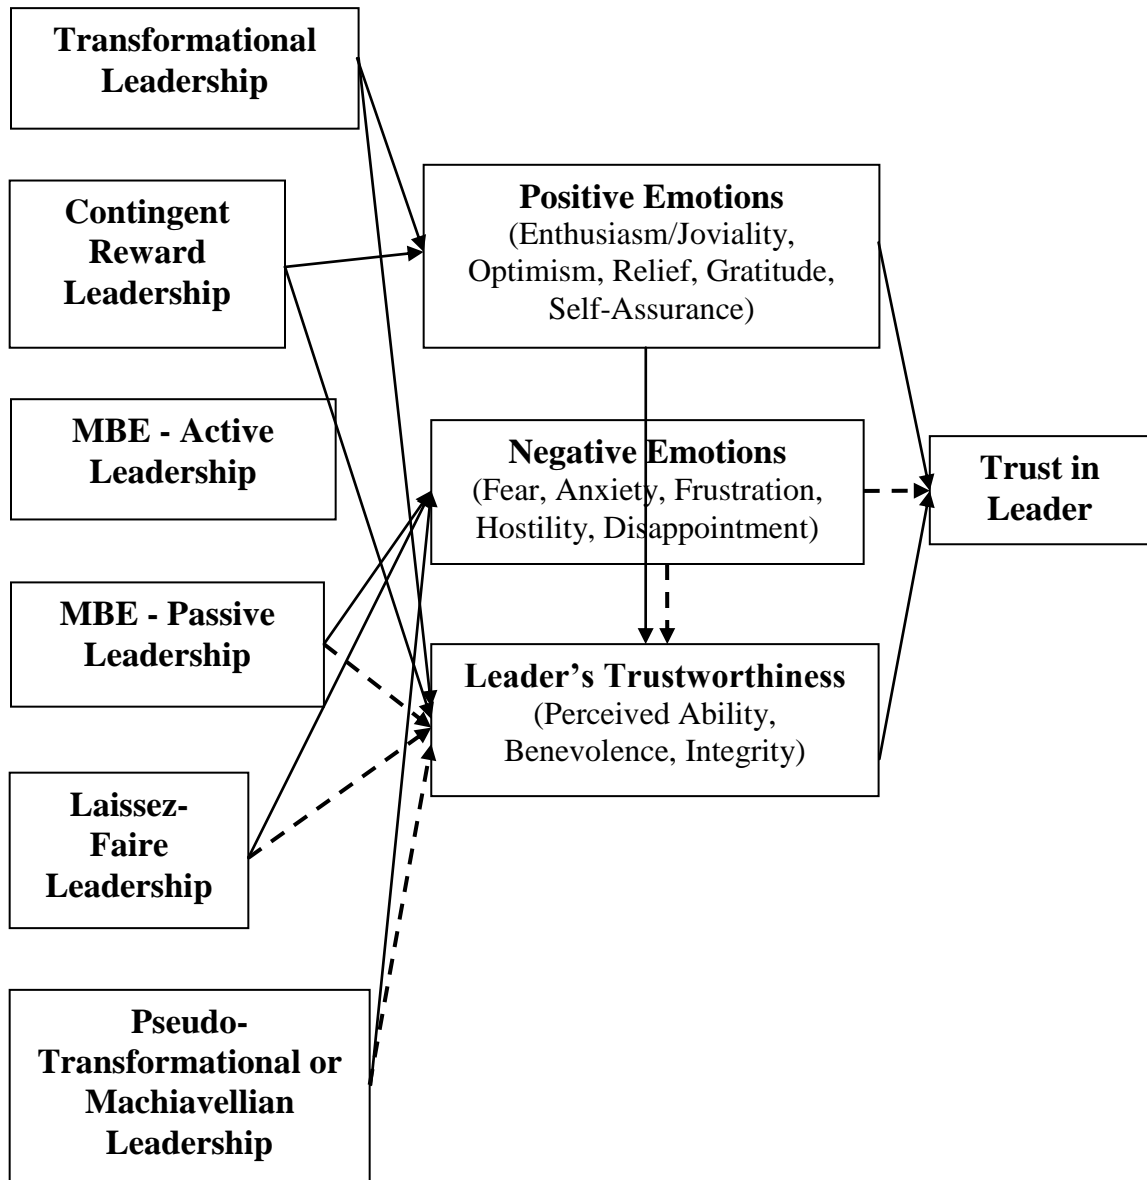 Transformational
Leadership
Contingent
Reward
Leadership
MBE - Active
Leadership
MBE - Passive
Leadership
Laissez-
Faire
Leadership
Pseudo-
Transformational or
Machiavellian
Leadership
Positive Emotions
(Enthusiasm/Joviality,
Optimism, Relief, Gratitude,
Self-Assurance)
Negative Emotions
(Fear, Anxiety, Frustration,
Hostility, Disappointment)
Leader’s Trustworthiness
(Perceived Ability,
Benevolence, Integrity)
Trust in
Leader